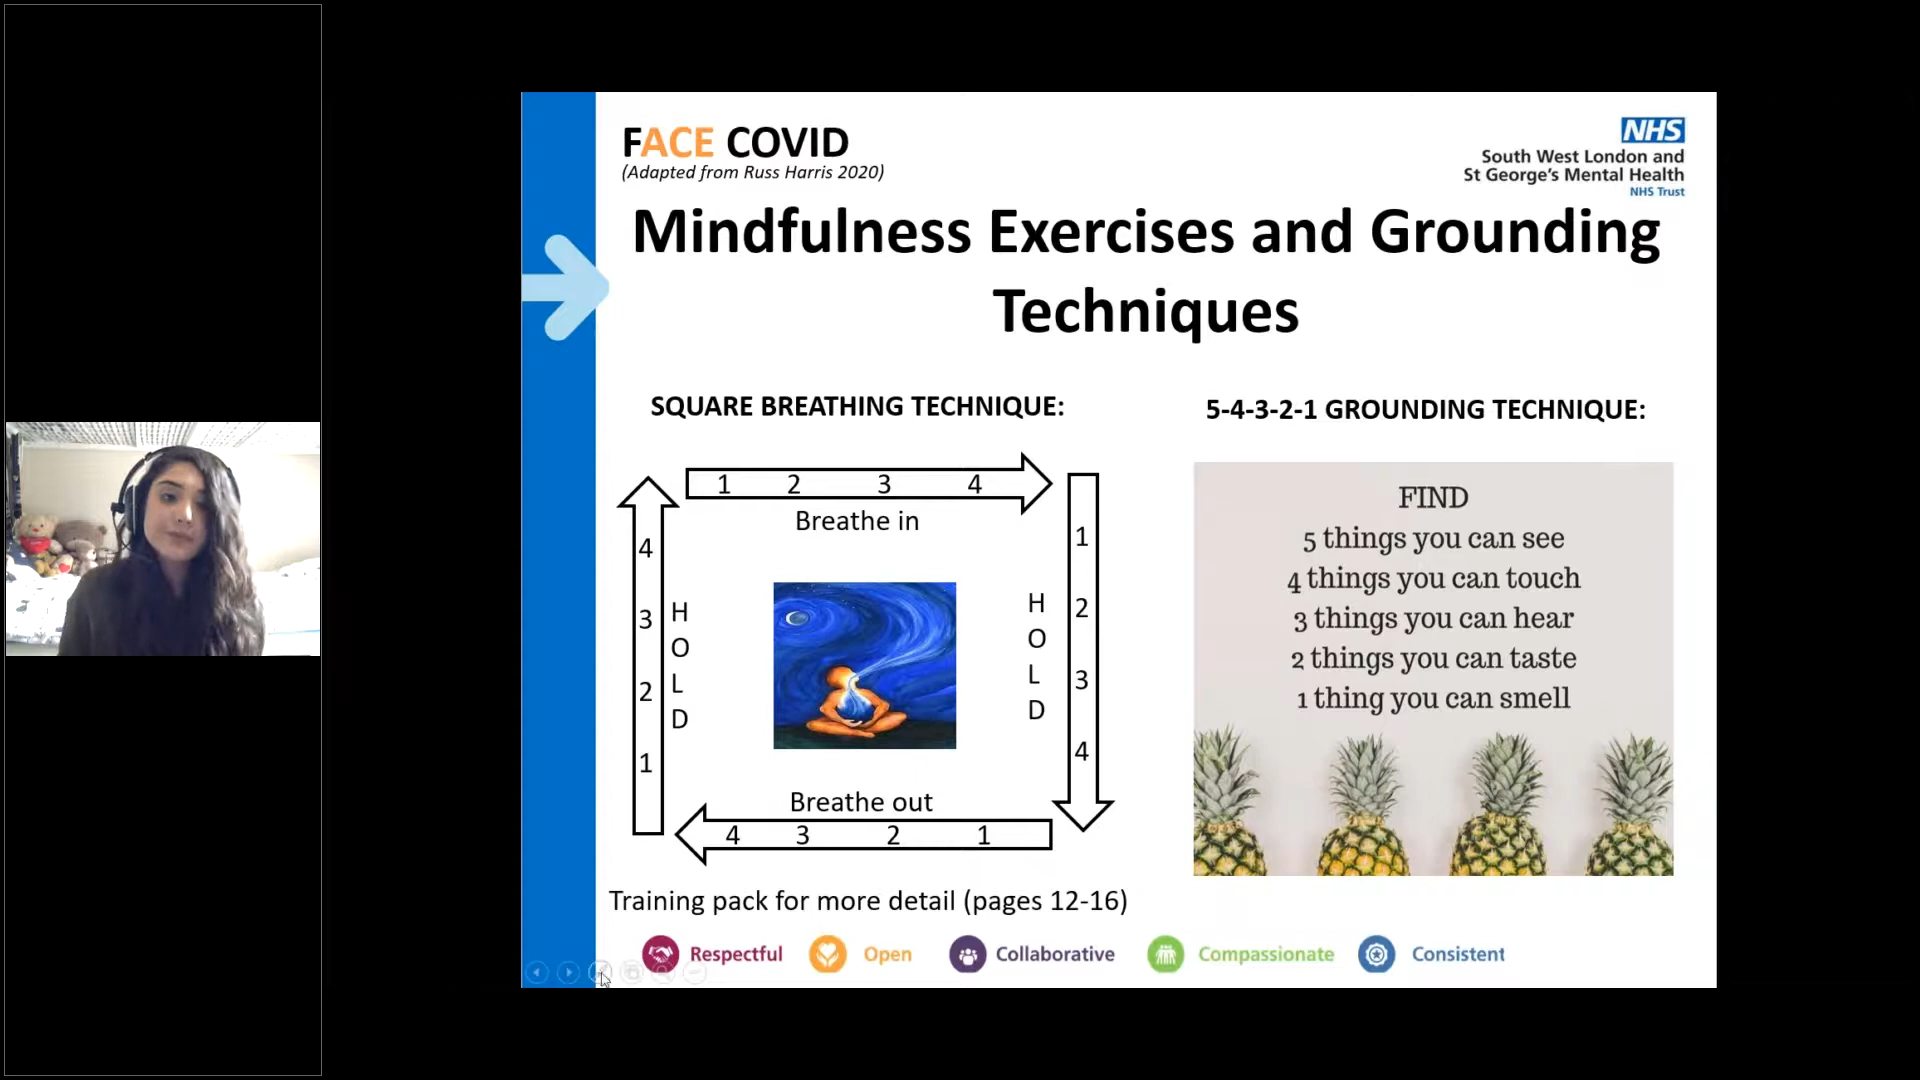 FACE COVID
(Adapted from Russ Harris 2020)
NHS
South West London and
St George's Mental Health
NHS Trust
Mindfulness Exercises and Grounding
Techniques
SQUARE BREATHING TECHNIQUE:
1 2 3 4
Breathe in
4
3
2
1
H
O
L
D
H
O
L
D
1
2
3
4
Breathe out
4 3 2 1
Training pack for more detail (pages 12-16)
5-4-3-2-1 GROUNDING TECHNIQUE:
FIND
5 things you can see
4 things you can touch
3 things you can hear
2 things you can taste
1 thing you can smell
Respectful Open Collaborative Compassionate Consistent